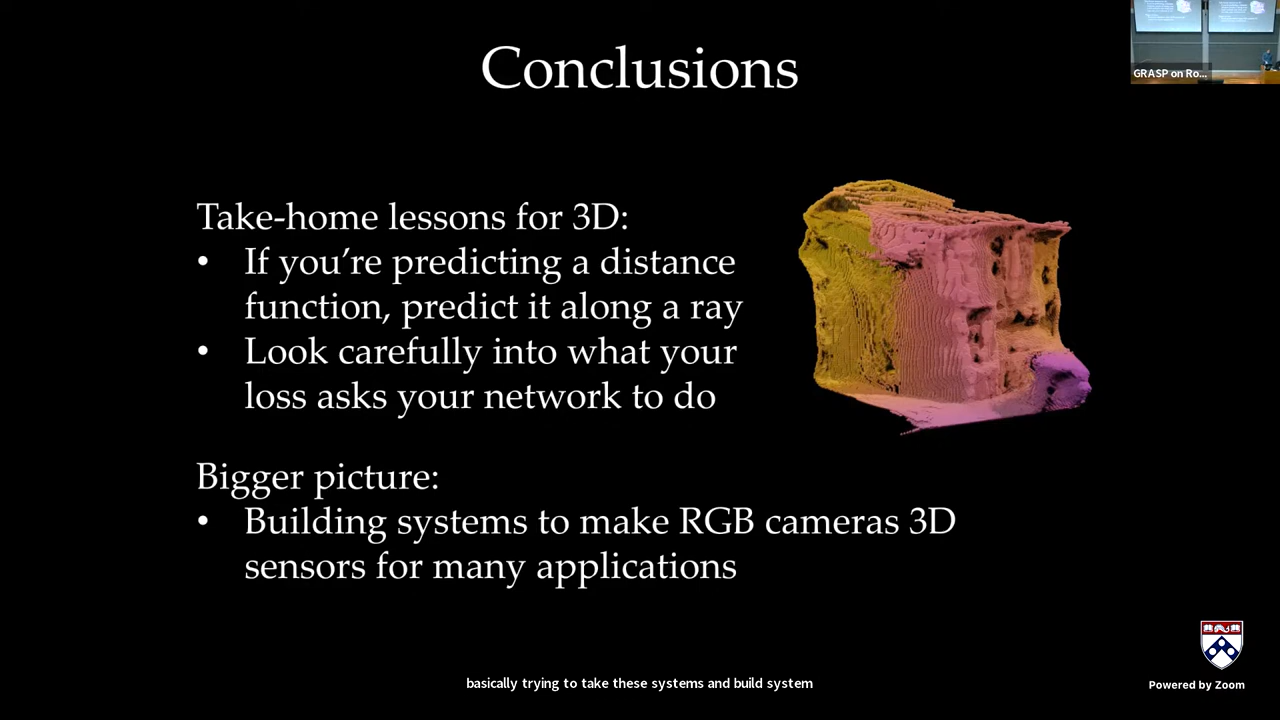 Conclusions
GRASP on Ro...
Take-home lessons for 3D:
• If you’re predicting a distance
function, predict it along a ray
• Look carefully into what your
loss asks your network to do
Bigger picture:
• Building systems to make RGB cameras 3D
sensors for many applications
basically trying to take these systems and build system
Powered by Zoom